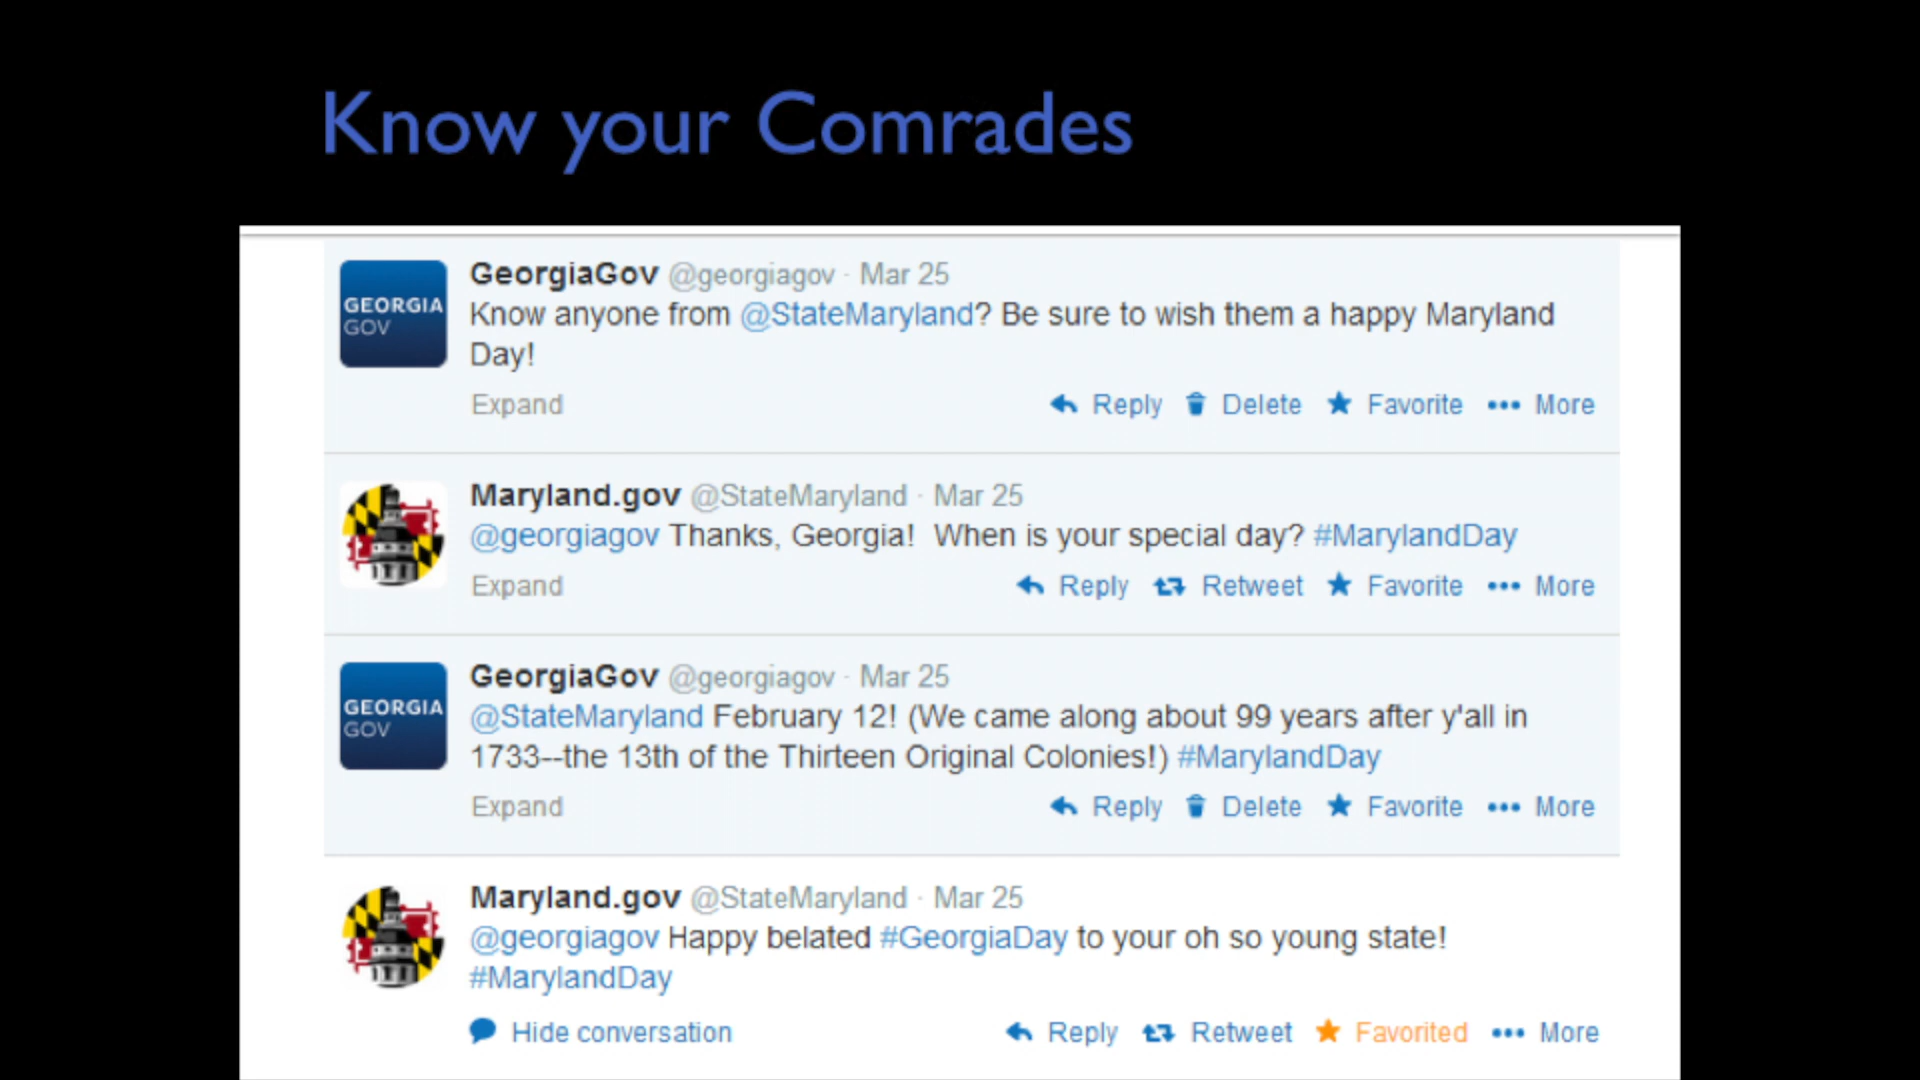 Know your Comrades
GEORGIA
GOV
GeorgiaGov @georgiagov · Mar 25
Know anyone from @StateMaryland? Be sure to wish them a happy Maryland
Day!
Expand
Reply Delete Favorite More
Maryland.gov @StateMaryland · Mar 25
@georgiagov Thanks, Georgia!  When is your special day? #MarylandDay
Expand
Reply Retweet Favorite More
GEORGIA
GOV
GeorgiaGov @georgiagov · Mar 25
@StateMaryland February 12! (We came along about 99 years after y'all in
1733--the 13th of the Thirteen Original Colonies!) #MarylandDay
Expand
Reply Delete Favorite More
Maryland.gov @StateMaryland · Mar 25
@georgiagov Happy belated #GeorgiaDay to your oh so young state!
#MarylandDay
Hide conversation
Reply Retweet Favorited More